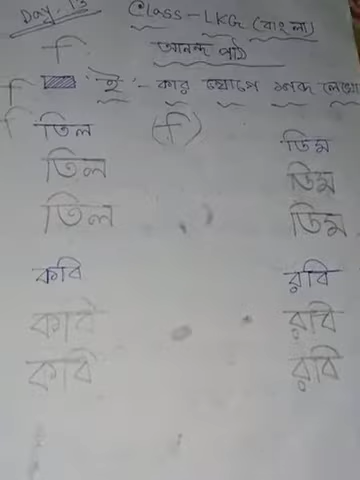 Day. 13 Class - LKG (বাংলা)
ি আনন্দ পাঠ
ি 'ই' - কার যোগে শব্দ লেখা
ি তিল (ি) ডিম
তিল ডিম
তিল ডিম
কবি রবি
কবি রবি
কবি রবি